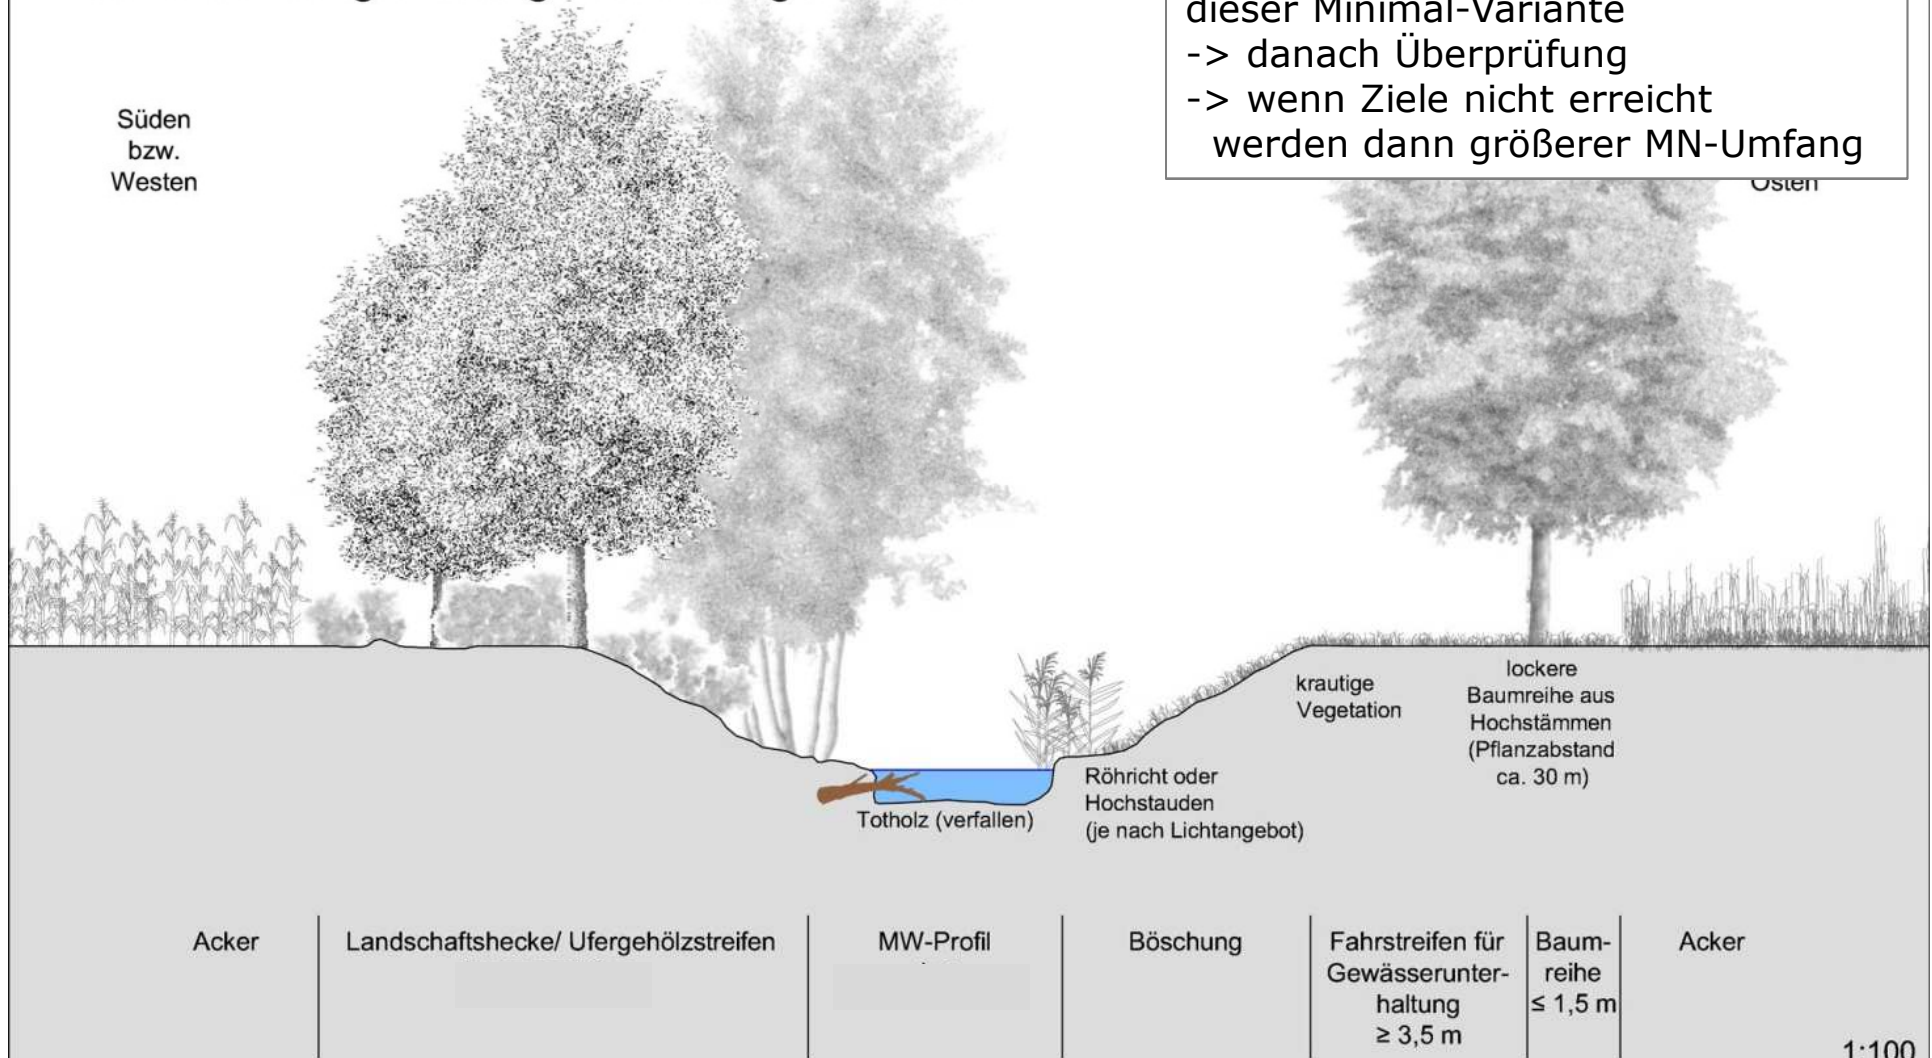 dieser Minimal-Variante
-> danach Überprüfung
-> wenn Ziele nicht erreicht
werden dann größerer MN-Umfang
Süden
bzw.
Westen
Osten
krautige
Vegetation
lockere
Baumreihe aus
Hochstämmen
(Pflanzabstand
ca. 30 m)
Röhricht oder
Hochstauden
(je nach Lichtangebot)
Totholz (verfallen)
Acker
Landschaftshecke/ Ufergehölzstreifen
MW-Profil
Böschung
Fahrstreifen für
Gewässerunter-
haltung
≥ 3,5 m
Baum-
reihe
≤ 1,5 m
Acker
1:100